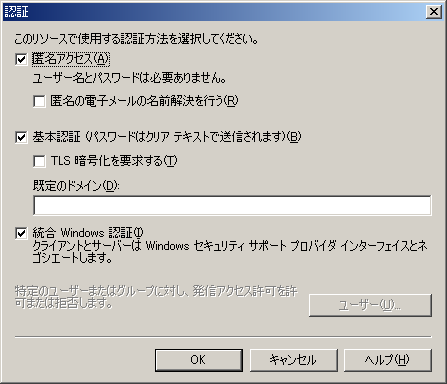 認証
このリソースで使用する認証方法を選択してください。
匿名アクセス(A)
ユーザー名とパスワードは必要ありません。
匿名の電子メールの名前解決を行う(R)
基本認証 (パスワードはクリア テキストで送信されます)(B)
TLS 暗号化を要求する(T)
既定のドメイン(D):
統合 Windows 認証(I)
クライアントとサーバーは Windows セキュリティ サポート プロバイダ インターフェイスとネ
ゴシエートします。
特定のユーザーまたはグループに対し、発信アクセス許可を許
可または拒否します。
ユーザー(U)...
OK
キャンセル
ヘルプ(H)